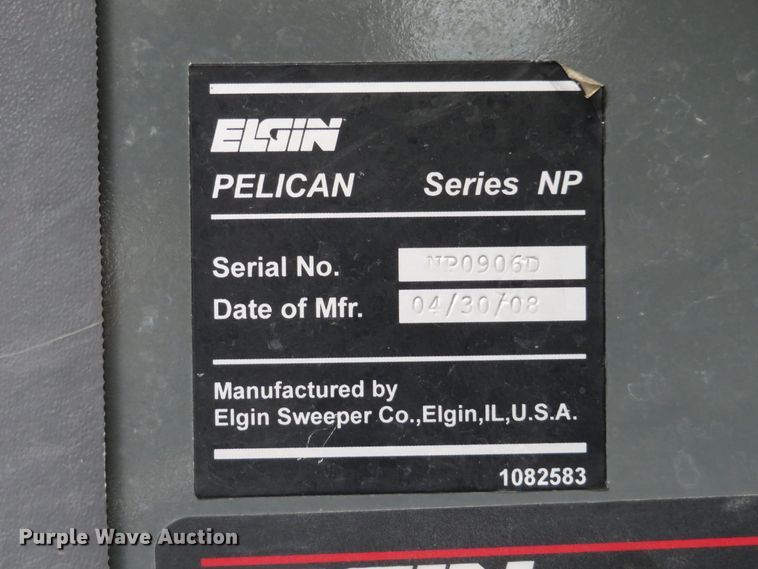 ELGIN
PELICAN Series NP
Serial No. NP0906D
Date of Mfr. 04/30/08
Manufactured by
Elgin Sweeper Co.,Elgin,IL,U.S.A.
1082583
ELGIN
Purple Wave Auction